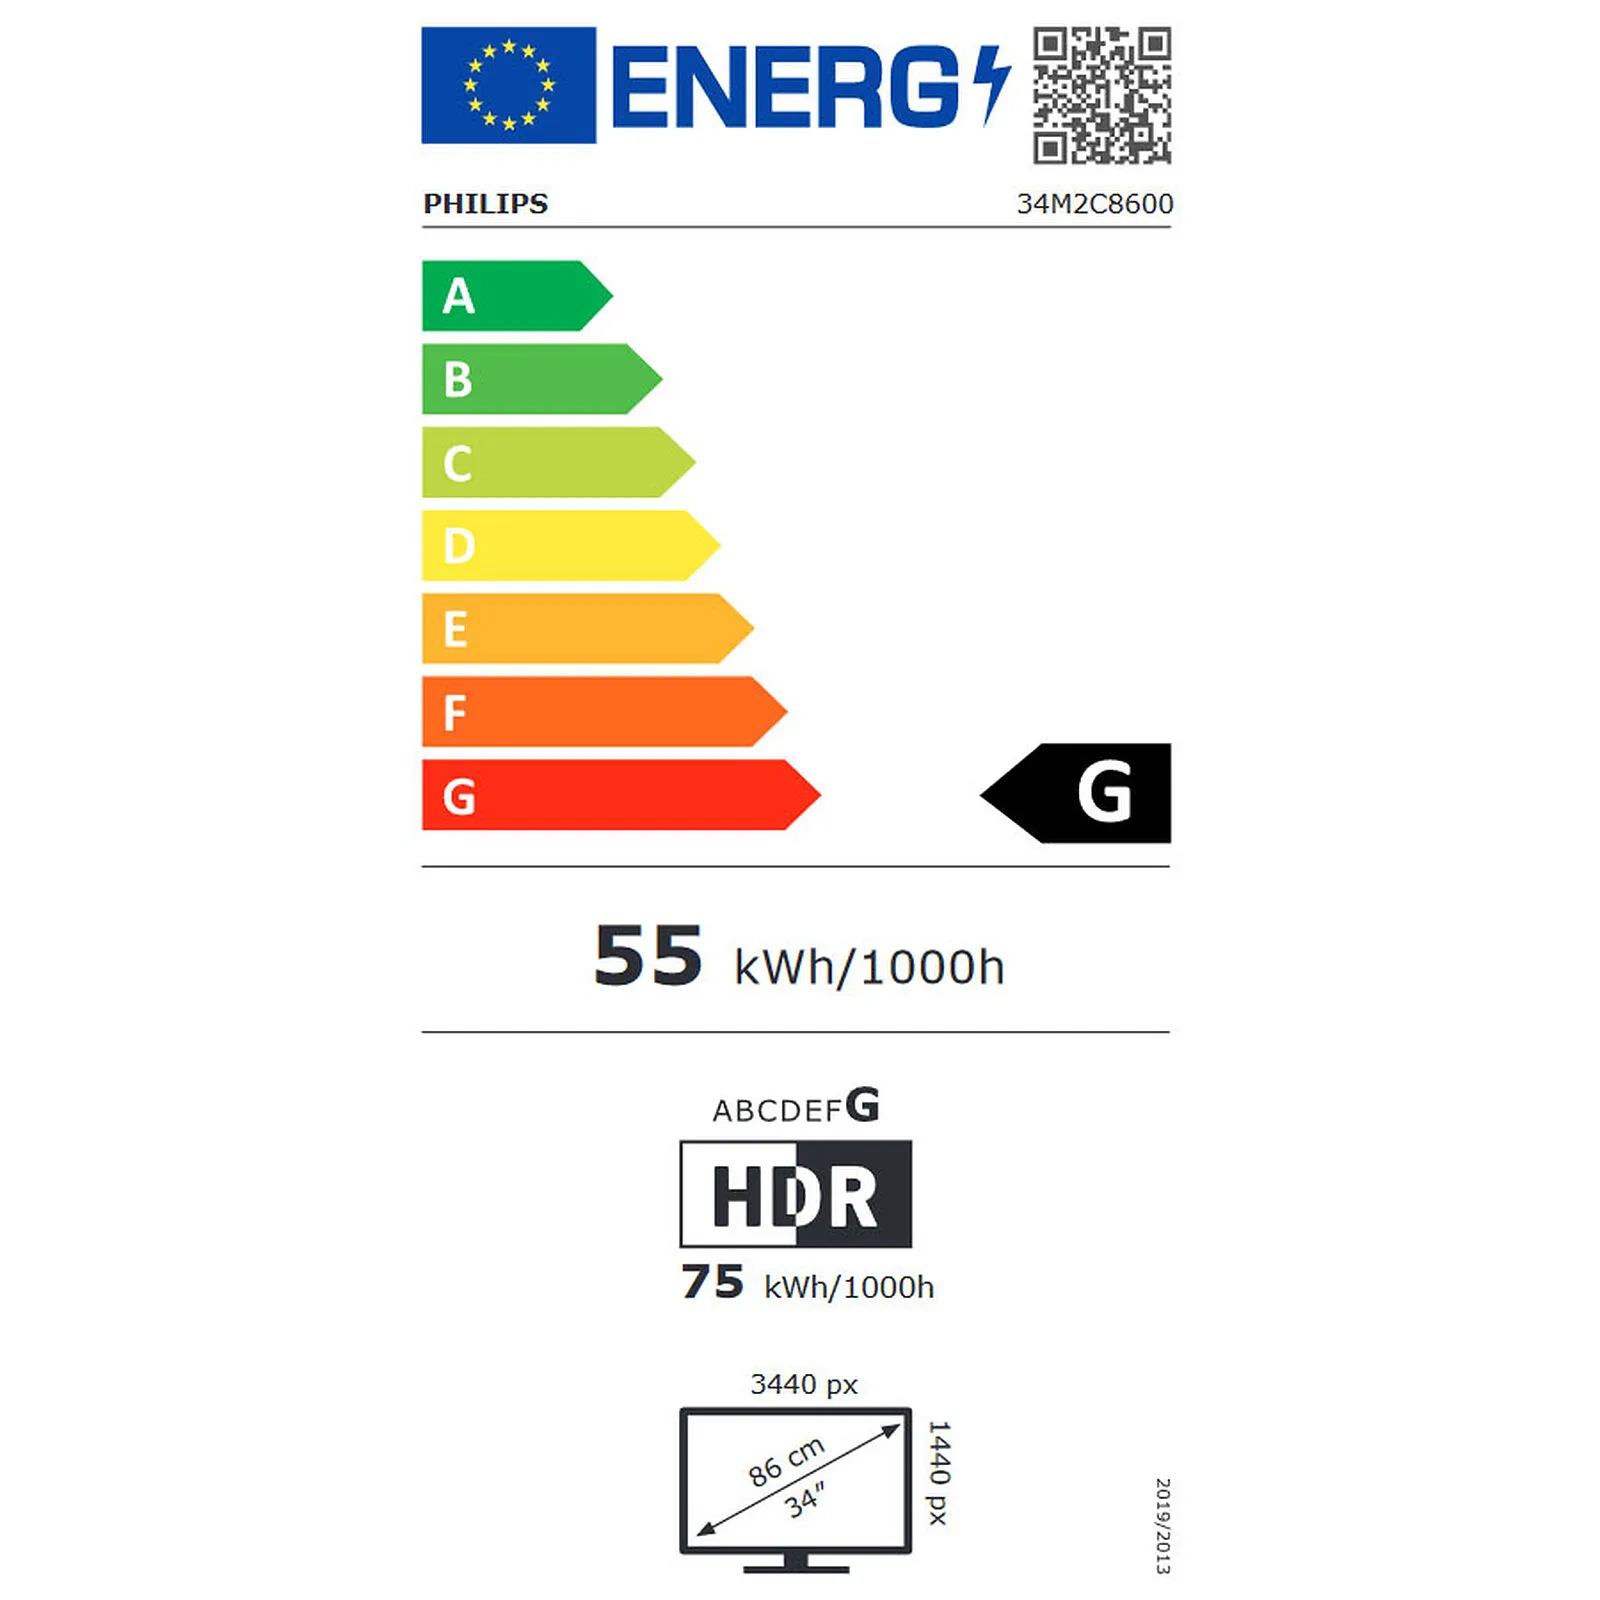 ENERG
PHILIPS
34M2C8600
A
B
C
D
E
F
G
G
55 kWh/1000h
ABCDEFG
HDR
75 kWh/1000h
3440 px
86 cm
34″
1440 px
2019/2013